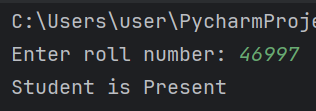 C:\Users\user\PycharmProje
Enter roll number: 46997
Student is Present